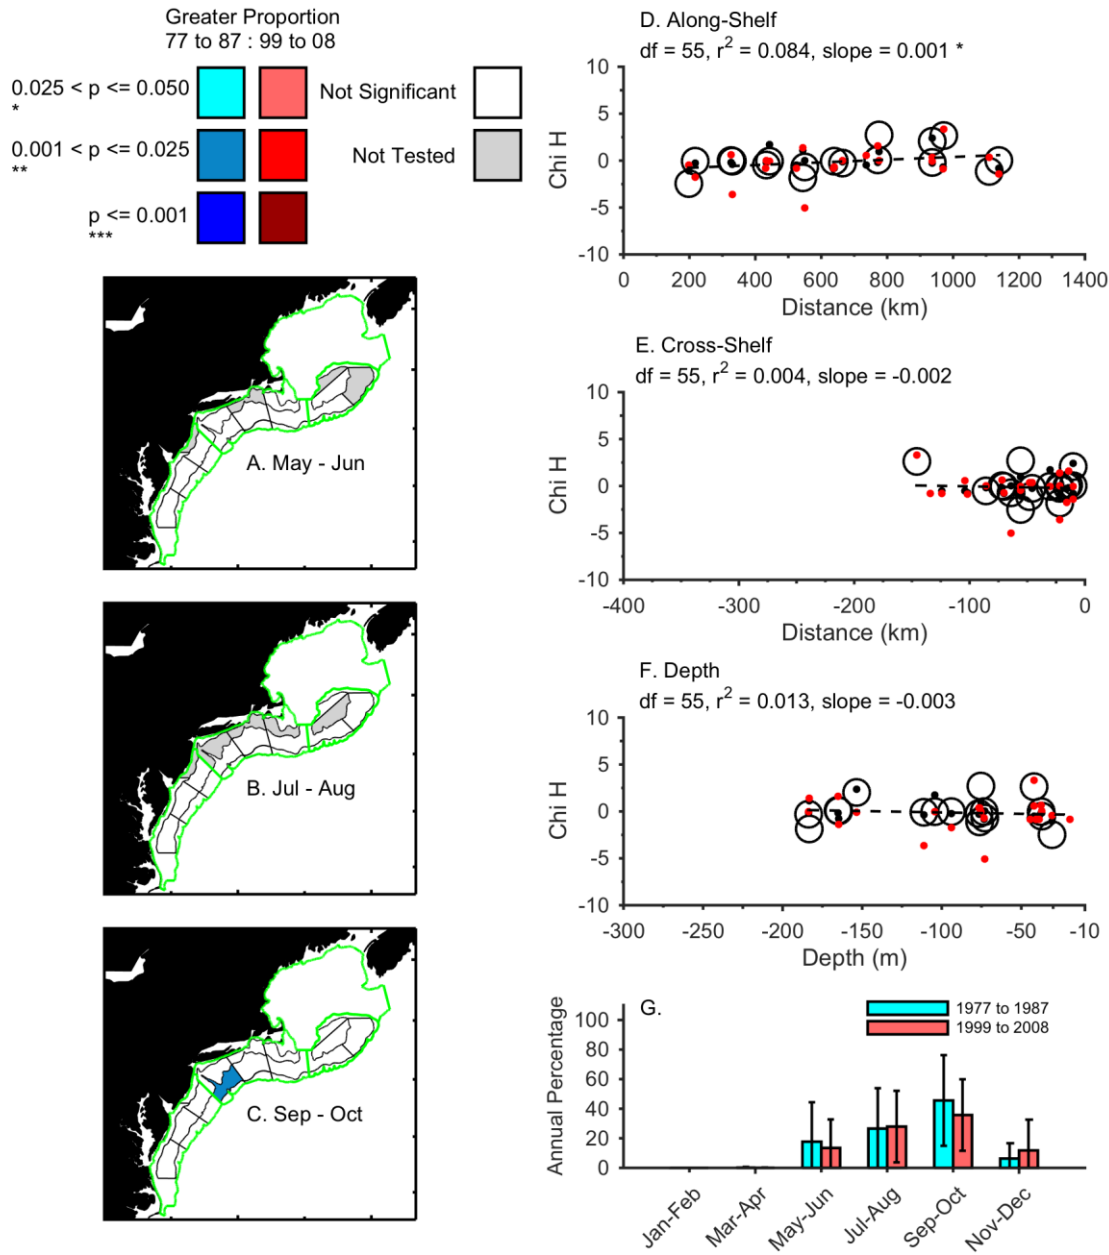 Greater Proportion
77 to 87 : 99 to 08
0.025 < p <= 0.050
*
0.001 < p <= 0.025
**
p <= 0.001
***
Not Significant
Not Tested
A. May - Jun
B. Jul - Aug
C. Sep - Oct
D. Along-Shelf
df = 55, r² = 0.084, slope = 0.001 *
10
5
0
-5
-10
Chi H
0 200 400 600 800 1000 1200 1400
Distance (km)
E. Cross-Shelf
df = 55, r² = 0.004, slope = -0.002
10
5
0
-5
-10
Chi H
-400 -300 -200 -100 0
Distance (km)
F. Depth
df = 55, r² = 0.013, slope = -0.003
10
5
0
-5
-10
Chi H
-300 -250 -200 -150 -100 -50 -10
Depth (m)
G.
1977 to 1987
1999 to 2008
100
80
60
40
20
0
Annual Percentage
Jan-Feb Mar-Apr May-Jun Jul-Aug Sep-Oct Nov-Dec